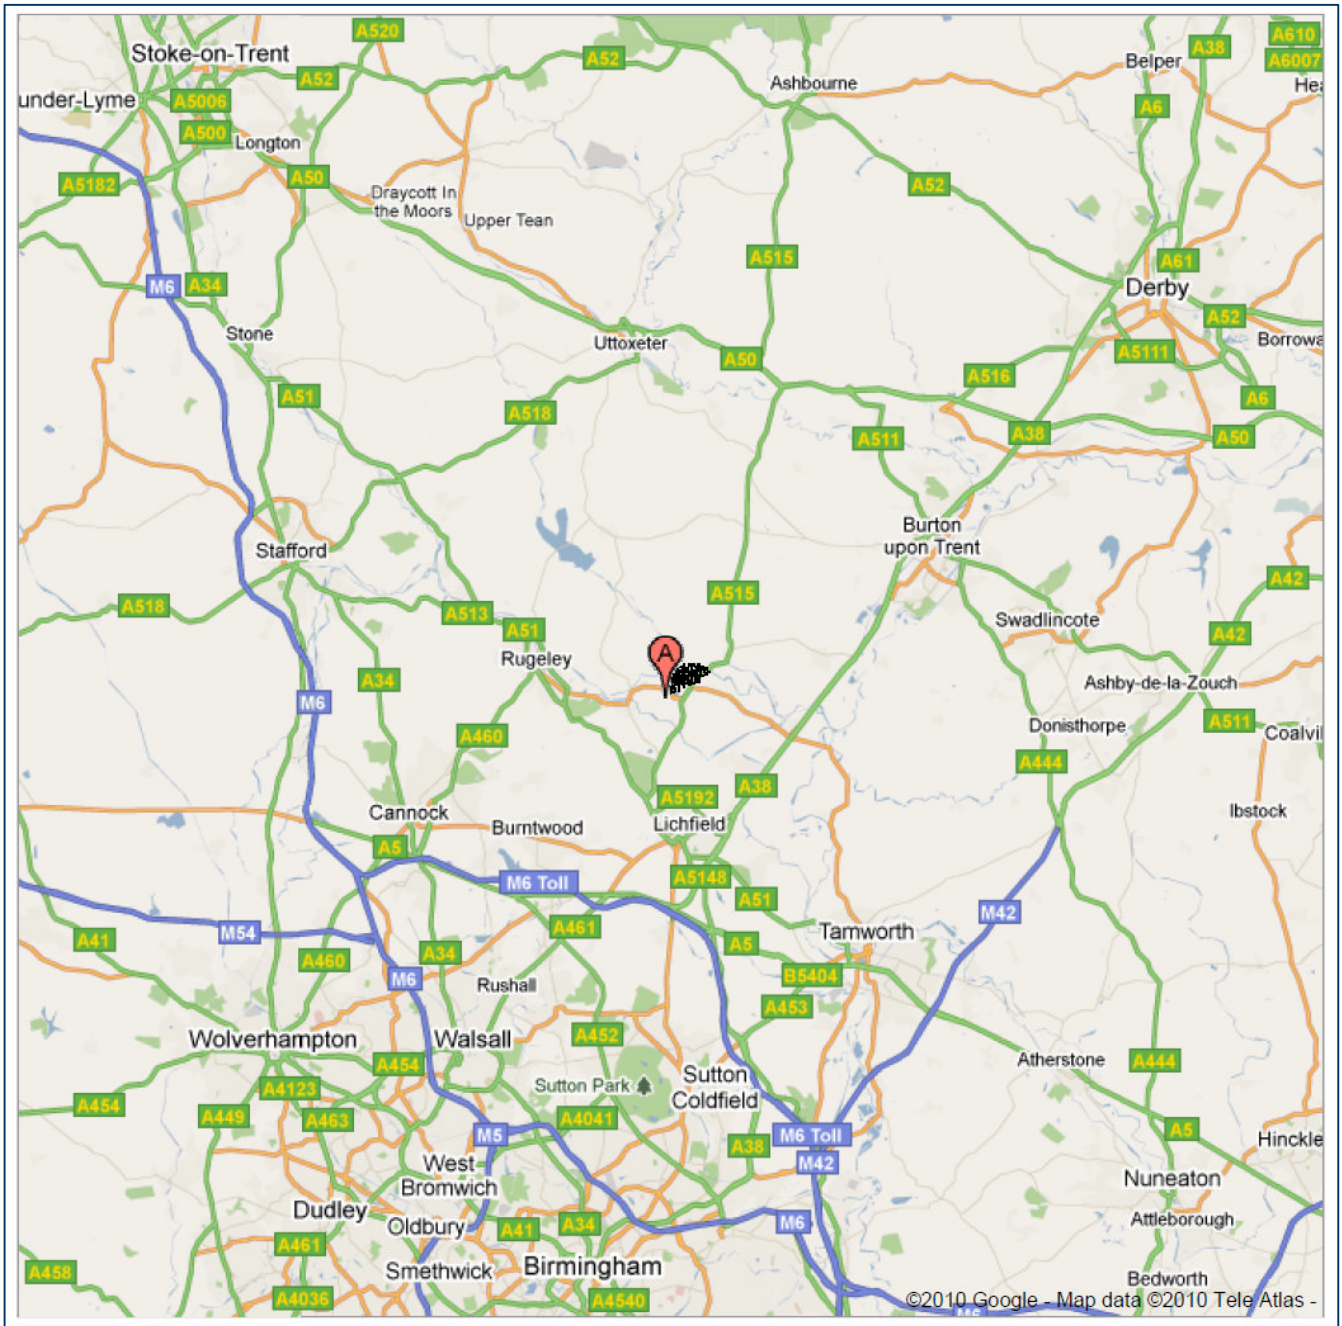 A520
A38
A610
Stoke-on-Trent
A52
Belper
A6007
A52
Ashbourne
Hea
under-Lyme
A5006
A6
A500
Longton
A5182
A50
A52
Draycott In
the Moors
Upper Tean
A515
A61
M6
A34
Derby
A52
Stone
Uttoxeter
Borrowa
A50
A5111
A516
A51
A6
A518
A511
A38
A50
Burton
upon Trent
Stafford
A42
A515
A518
A513
Swadlincote
A51
A42
A
Rugeley
A34
Ashby-de-la-Zouch
M6
A511
Donisthorpe
A460
Coalvil
A444
A38
A5192
Cannock
Ibstock
Burntwood
Lichfield
A5
A5148
M6 Toll
A51
M42
A461
M54
Tamworth
A41
A5
A34
A460
B5404
M6
Rushall
A453
A452
Wolverhampton
Walsall
A454
Atherstone
A444
Sutton
Coldfield
Sutton Park
A4123
A454
A449
A463
A4041
A5
M5
M6 Toll
Hinckle
A38
M42
West
Bromwich
Nuneaton
Dudley
Attleborough
Oldbury
A41
A34
M6
A461
Birmingham
Smethwick
A458
Bedworth
A4036
A4540
©2010 Google - Map data ©2010 Tele Atlas -
M6